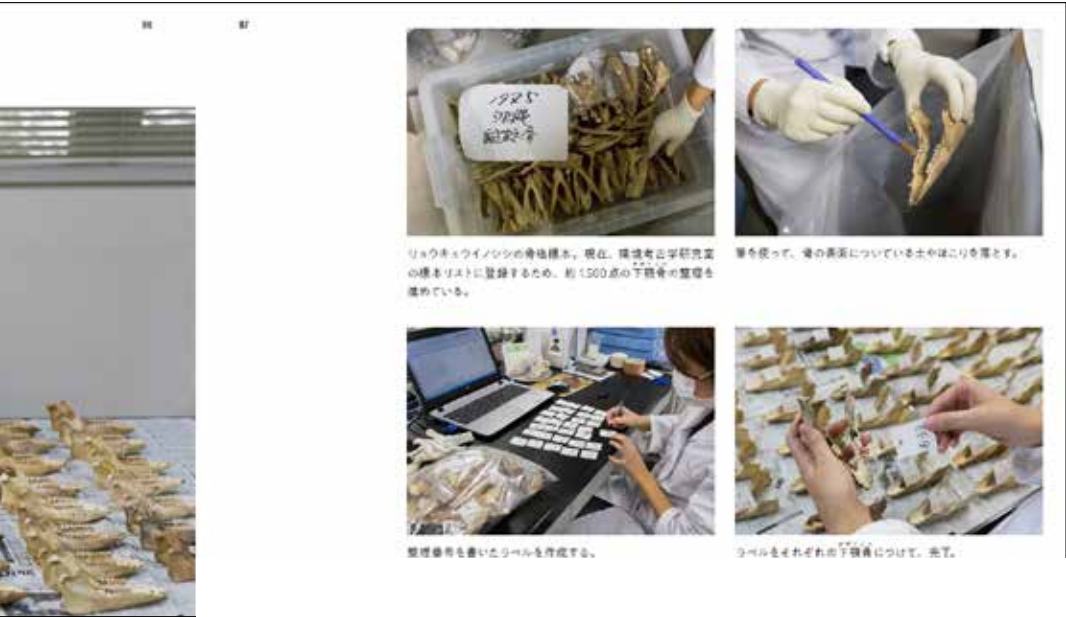 リュウキュウイノシシの骨格標本。現在、環境考古学研究室
の標本リストに登録するため、約1,500点の下顎骨の整理を
進めている。
筆を使って、骨の表面についている土やほこりを落とす。
整理番号を書いたラベルを作成する。
ラベルをそれぞれの下顎骨につけて、完了。